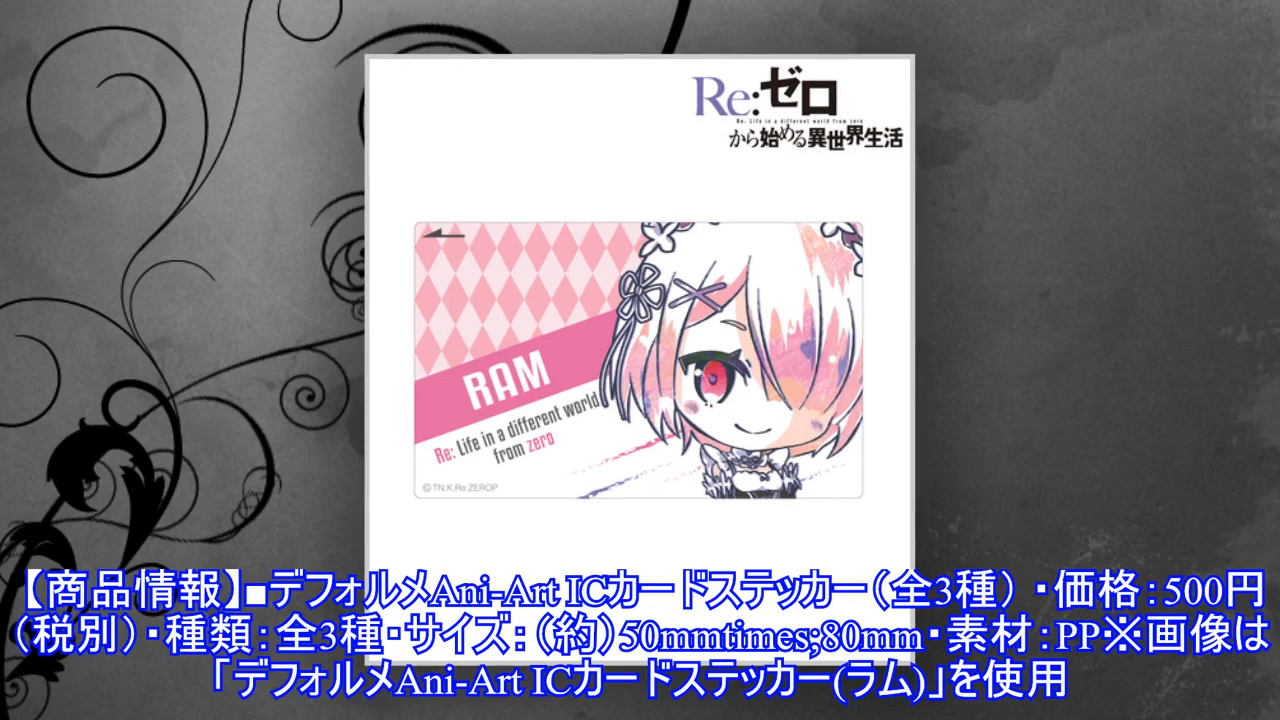 Re:ゼロ
Re: Life in a different world from zero
から始める異世界生活
RAM
Re: Life in a different world
from zero
©TN,K,Re:ZEROP
【商品情報】■デフォルメAni-Art ICカードステッカー（全3種）・価格：500円
（税別）・種類：全3種・サイズ：（約）50mmtimes;80mm・素材：PP※画像は
「デフォルメAni-Art ICカードステッカー(ラム)」を使用